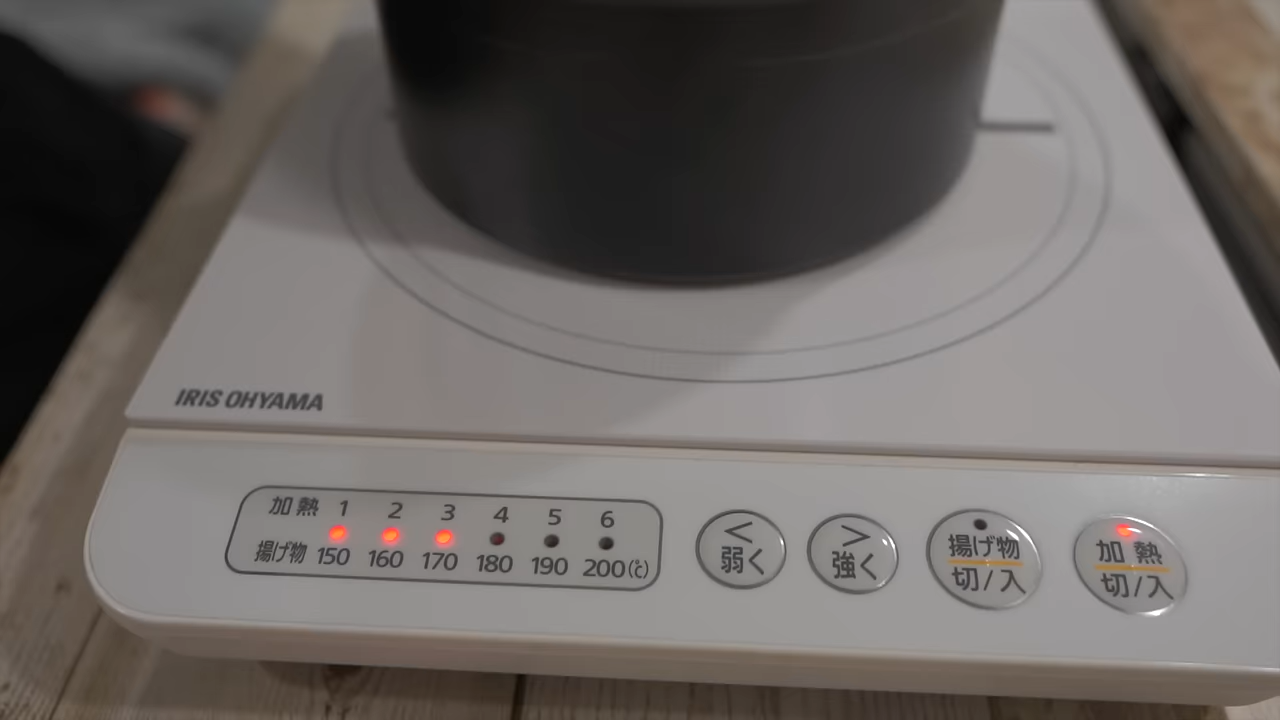 IRIS OHYAMA
加熱 1 2 3 4 5 6
揚げ物 150 160 170 180 190 200(℃)
< 弱く
> 強く
揚げ物
切/入
加熱
切/入